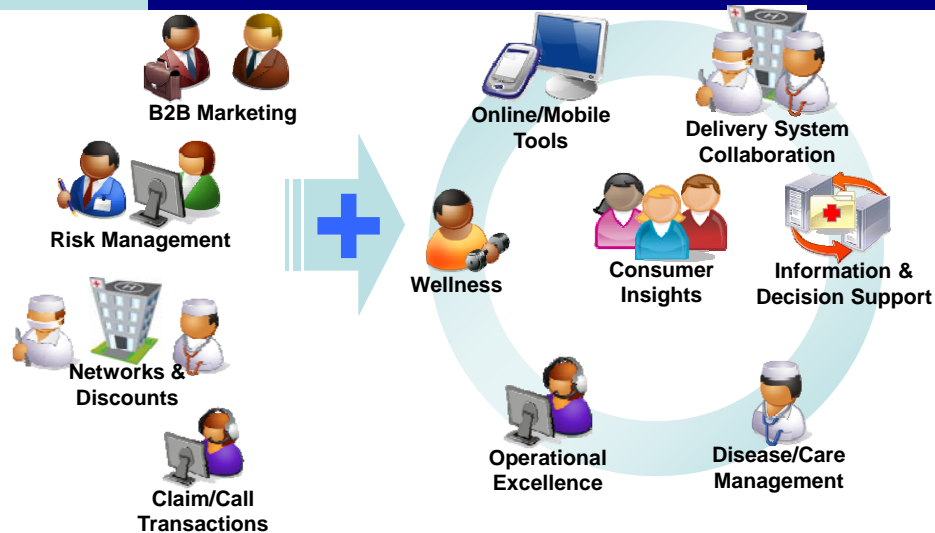 B2B Marketing
Risk Management
Networks &
Discounts
Claim/Call
Transactions
Online/Mobile
Tools
Delivery System
Collaboration
Wellness
Consumer
Insights
Information &
Decision Support
Operational
Excellence
Disease/Care
Management